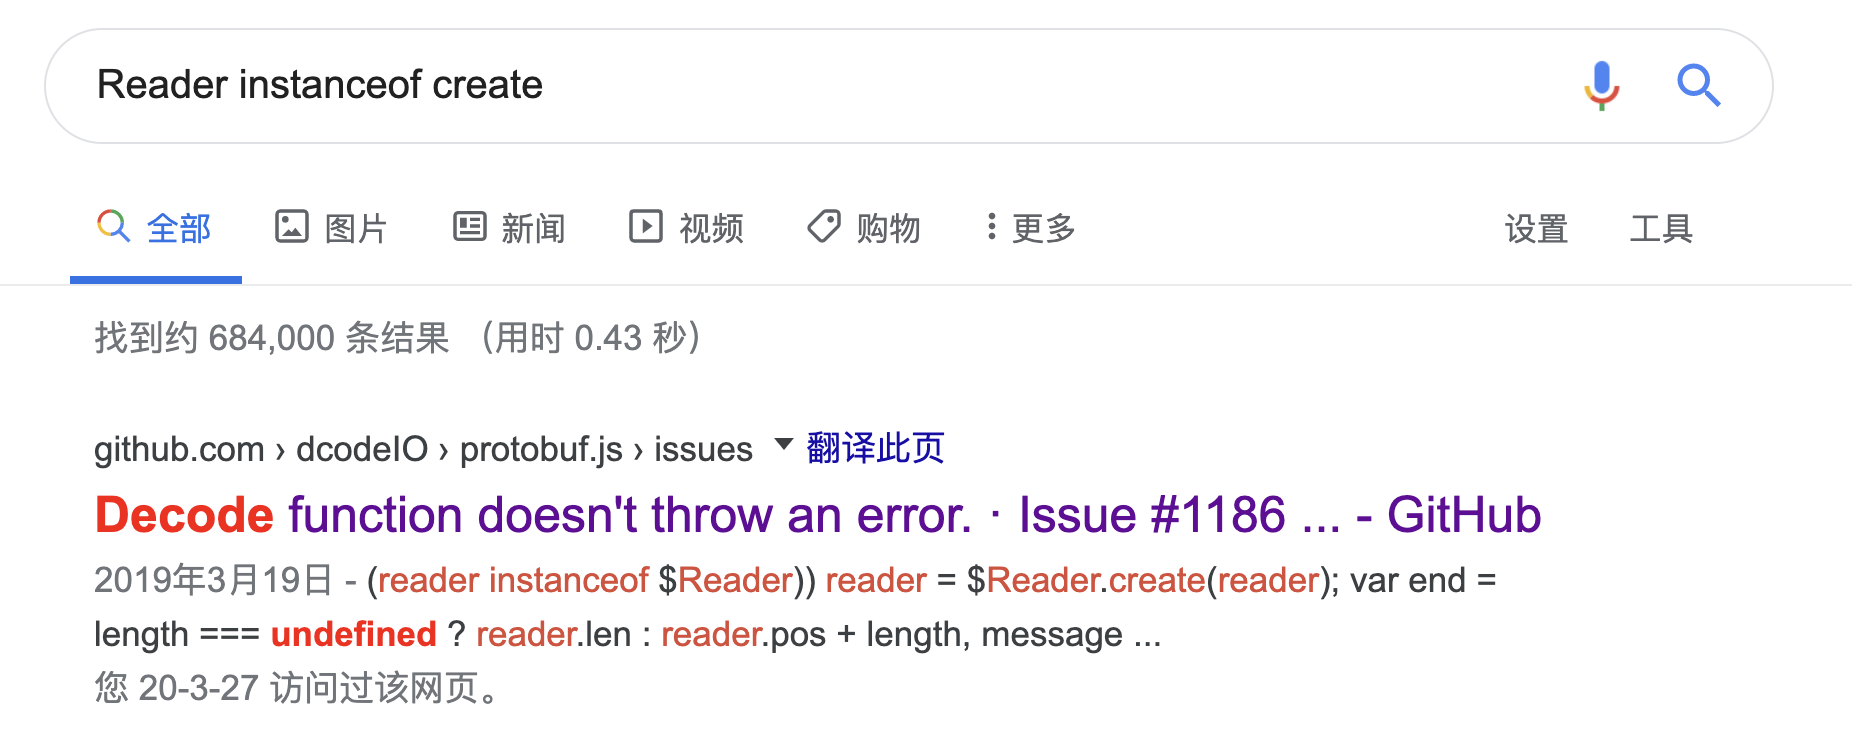 Reader instanceof create
全部 图片 新闻 视频 购物 更多 设置 工具
找到约 684,000 条结果 （用时 0.43 秒）
github.com › dcodeIO › protobuf.js › issues 翻译此页
Decode function doesn't throw an error. · Issue #1186 ... - GitHub
2019年3月19日 - (reader instanceof $Reader)) reader = $Reader.create(reader); var end =
length === undefined ? reader.len : reader.pos + length, message ...
您 20-3-27 访问过该网页。